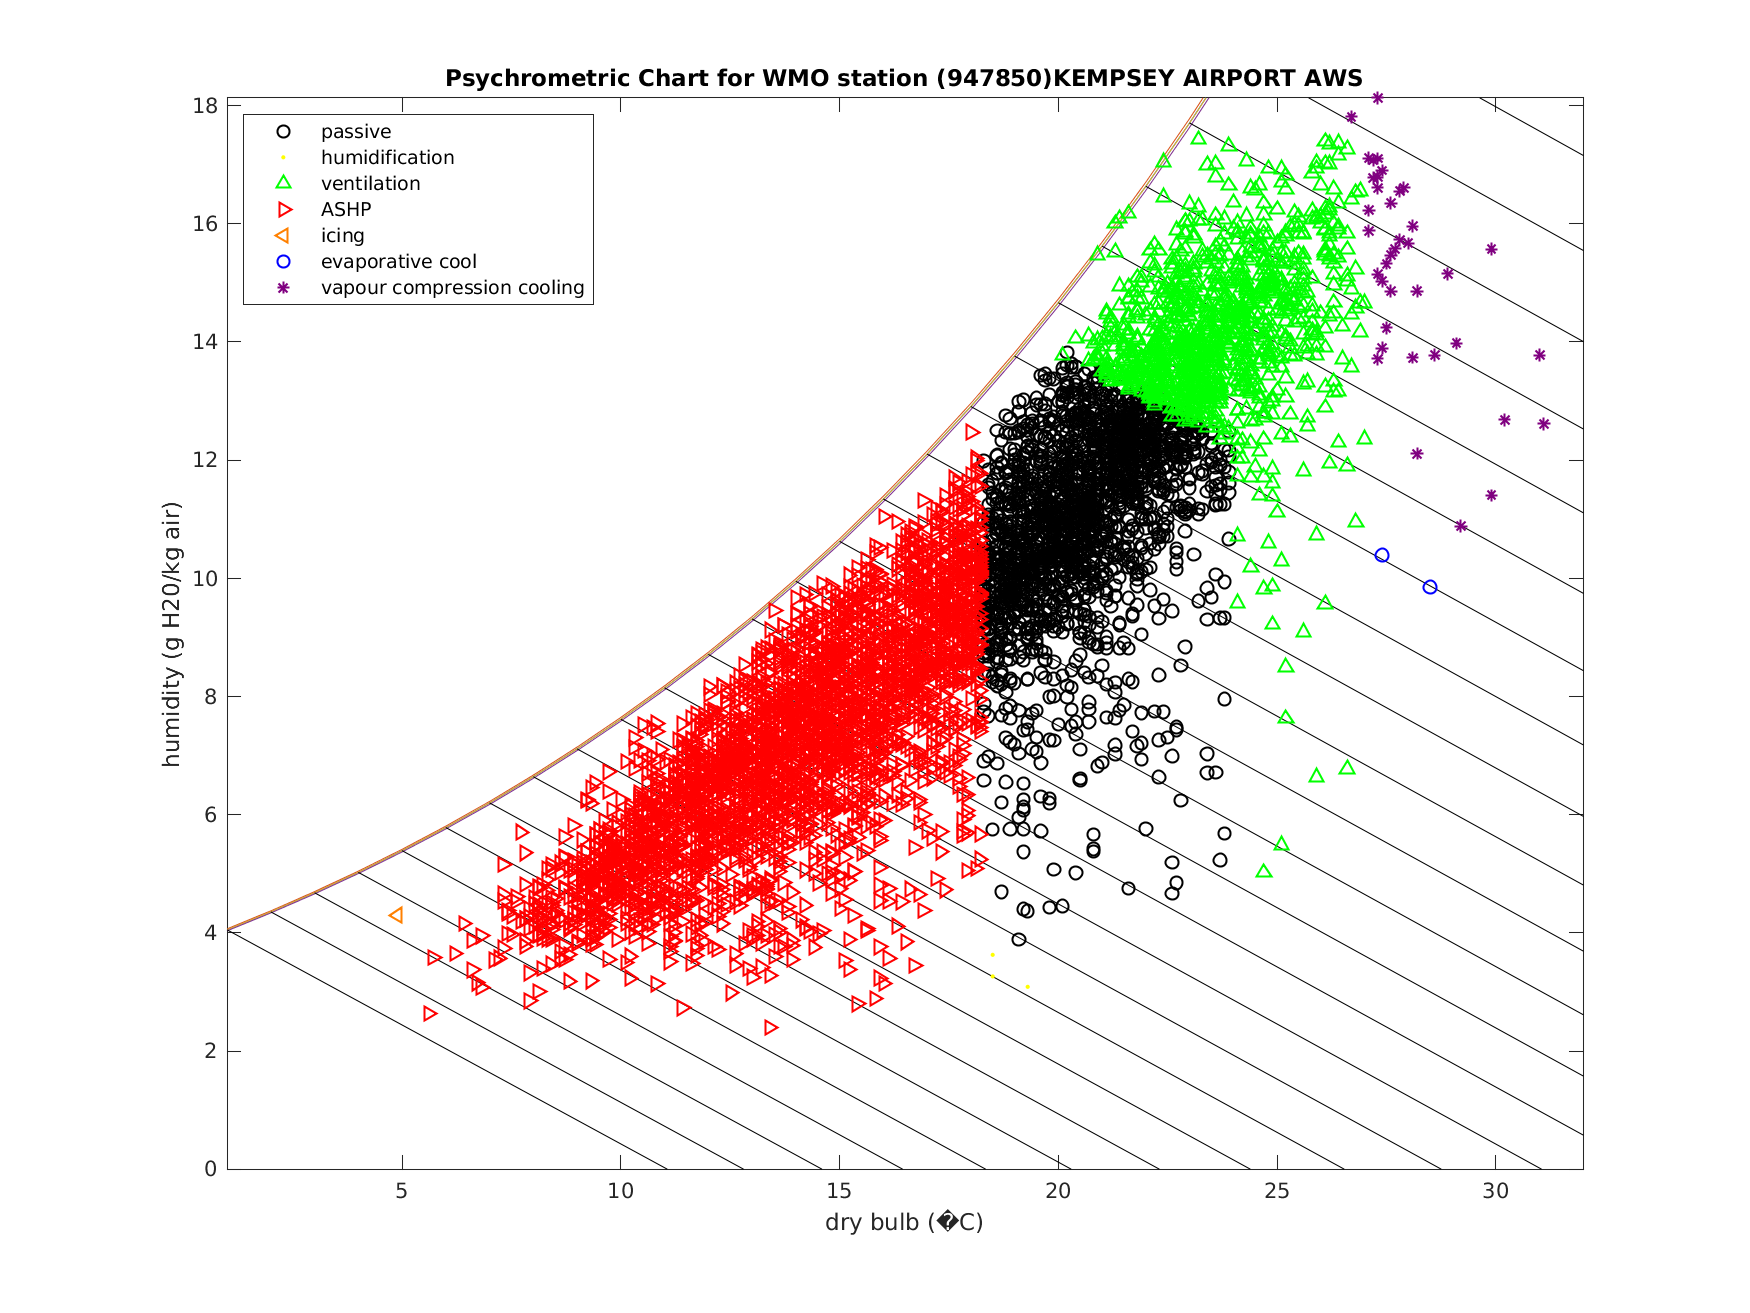 Psychrometric Chart for WMO station (947850)KEMPSEY AIRPORT AWS
passive
humidification
ventilation
ASHP
icing
evaporative cool
vapour compression cooling
humidity (g H20/kg air)
18
16
14
12
10
8
6
4
2
0
5 10 15 20 25 30
dry bulb (�C)